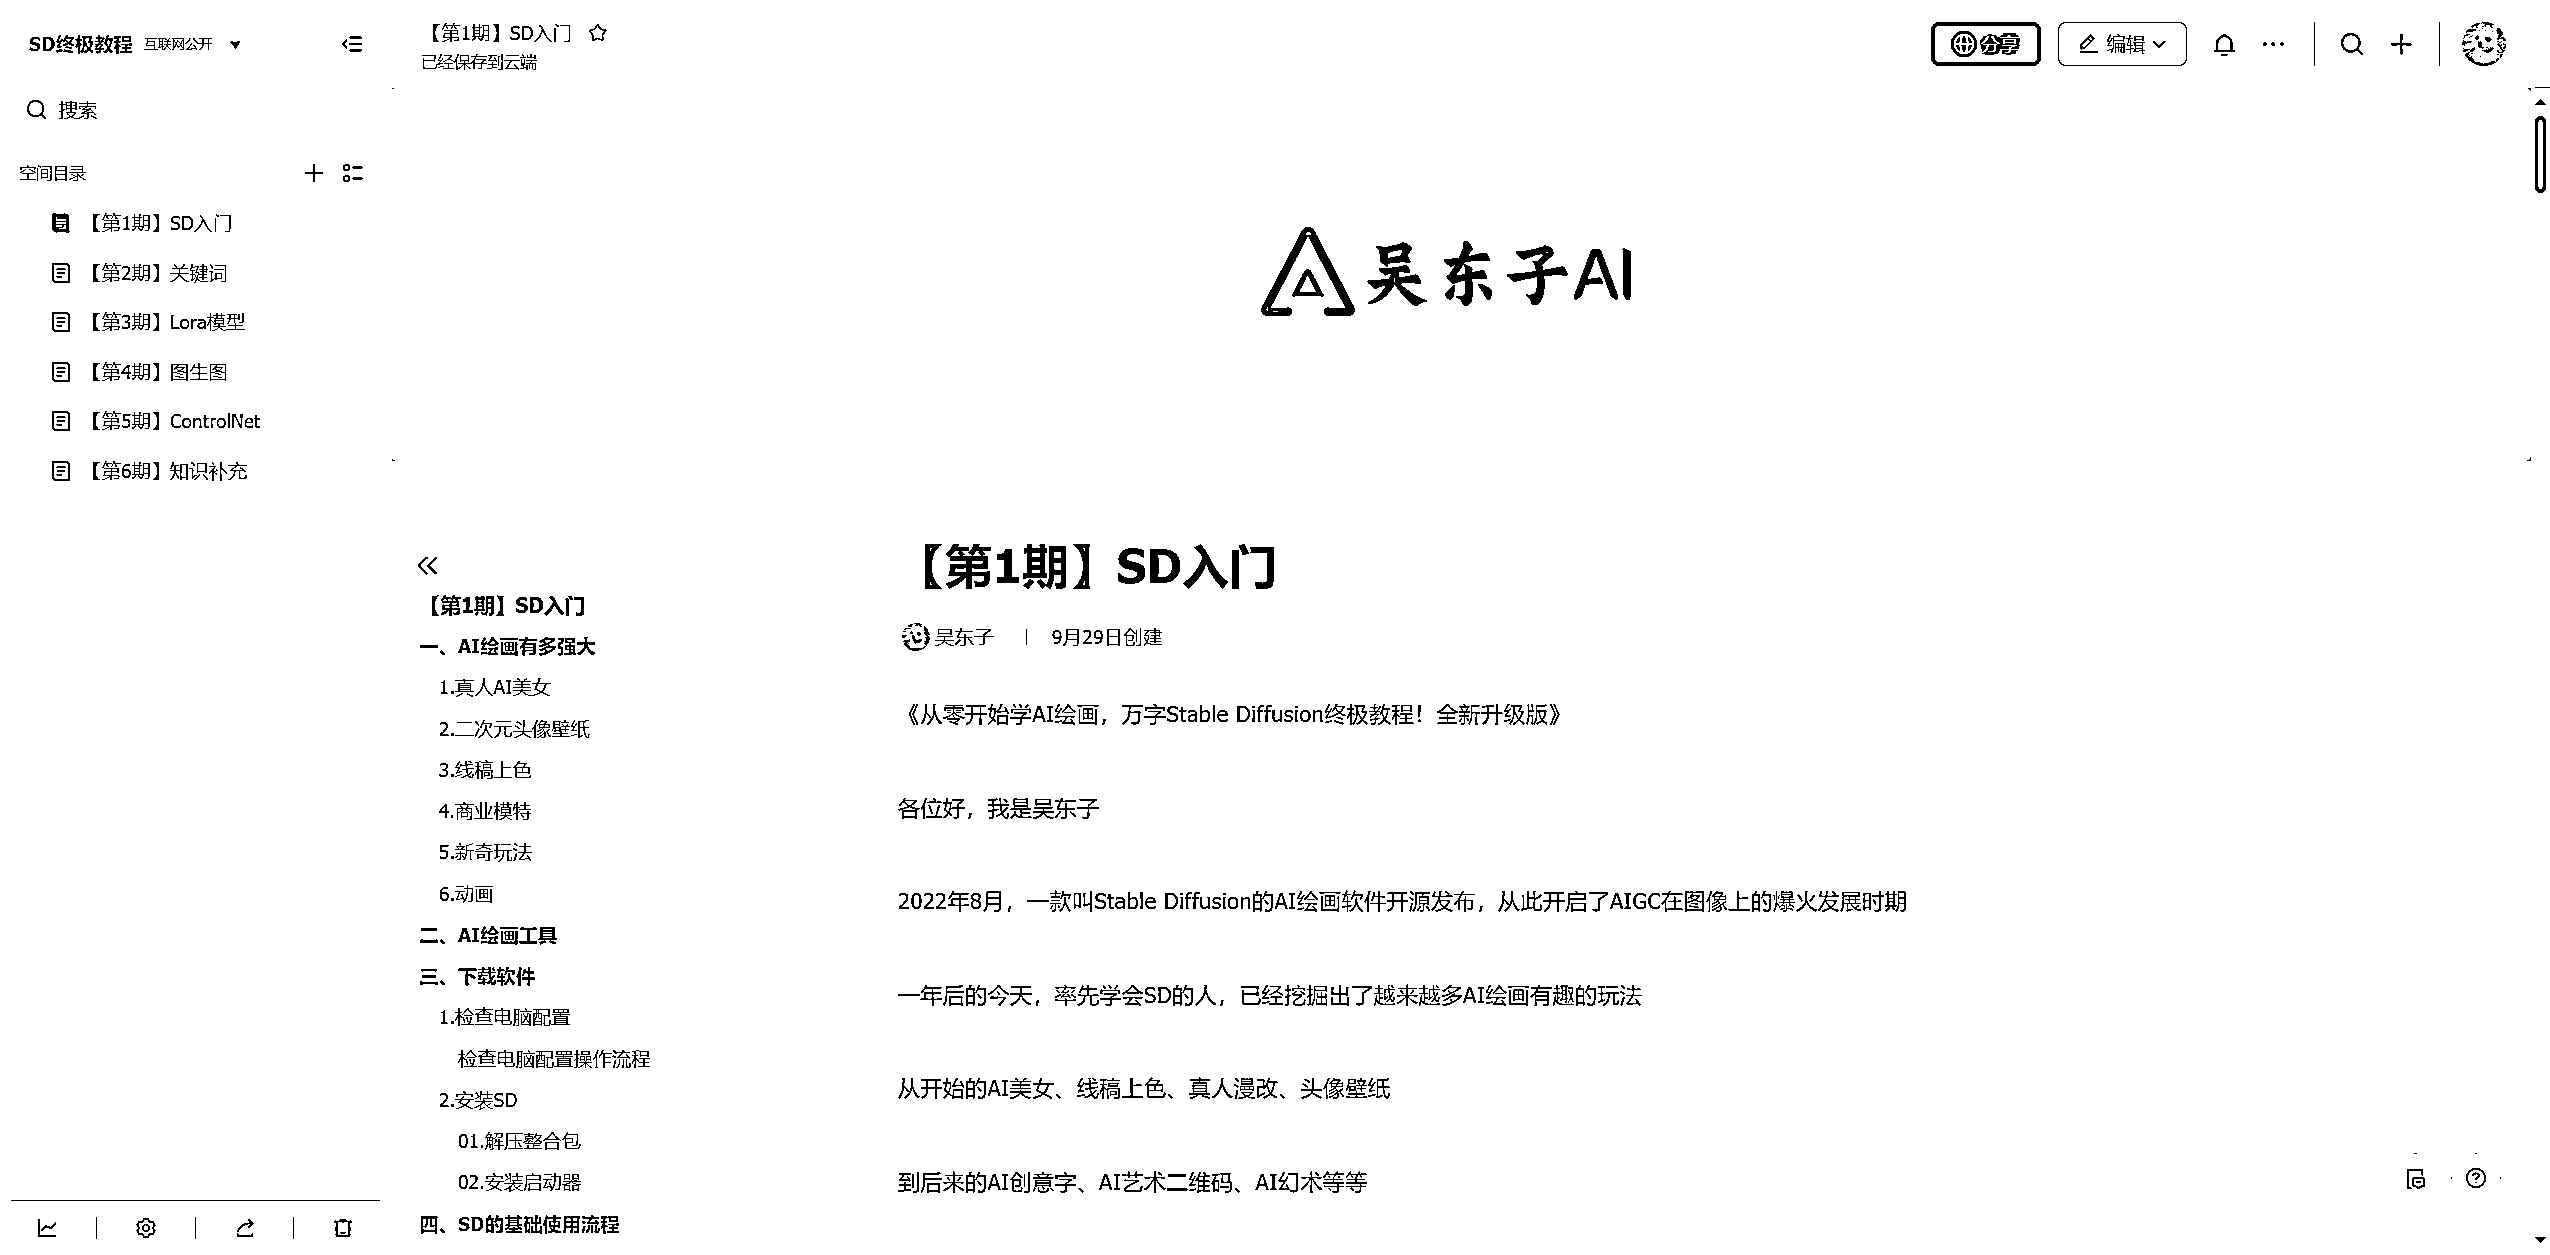 SD终极教程 互联网公开
搜索
空间目录
【第1期】SD入门
【第2期】关键词
【第3期】Lora模型
【第4期】图生图
【第5期】ControlNet
【第6期】知识补充
【第1期】SD入门
已经保存到云端
分享
编辑
吴东子AI
【第1期】SD入门
一、AI绘画有多强大
1.真人AI美女
2.二次元头像壁纸
3.线稿上色
4.商业模特
5.新奇玩法
6.动画
二、AI绘画工具
三、下载软件
1.检查电脑配置
检查电脑配置操作流程
2.安装SD
01.解压整合包
02.安装启动器
四、SD的基础使用流程
【第1期】SD入门
吴东子 | 9月29日创建
《从零开始学AI绘画，万字Stable Diffusion终极教程！全新升级版》
各位好，我是吴东子
2022年8月，一款叫Stable Diffusion的AI绘画软件开源发布，从此开启了AIGC在图像上的爆火发展时期
一年后的今天，率先学会SD的人，已经挖掘出了越来越多AI绘画有趣的玩法
从开始的AI美女、线稿上色、真人漫改、头像壁纸
到后来的AI创意字、AI艺术二维码、AI幻术等等